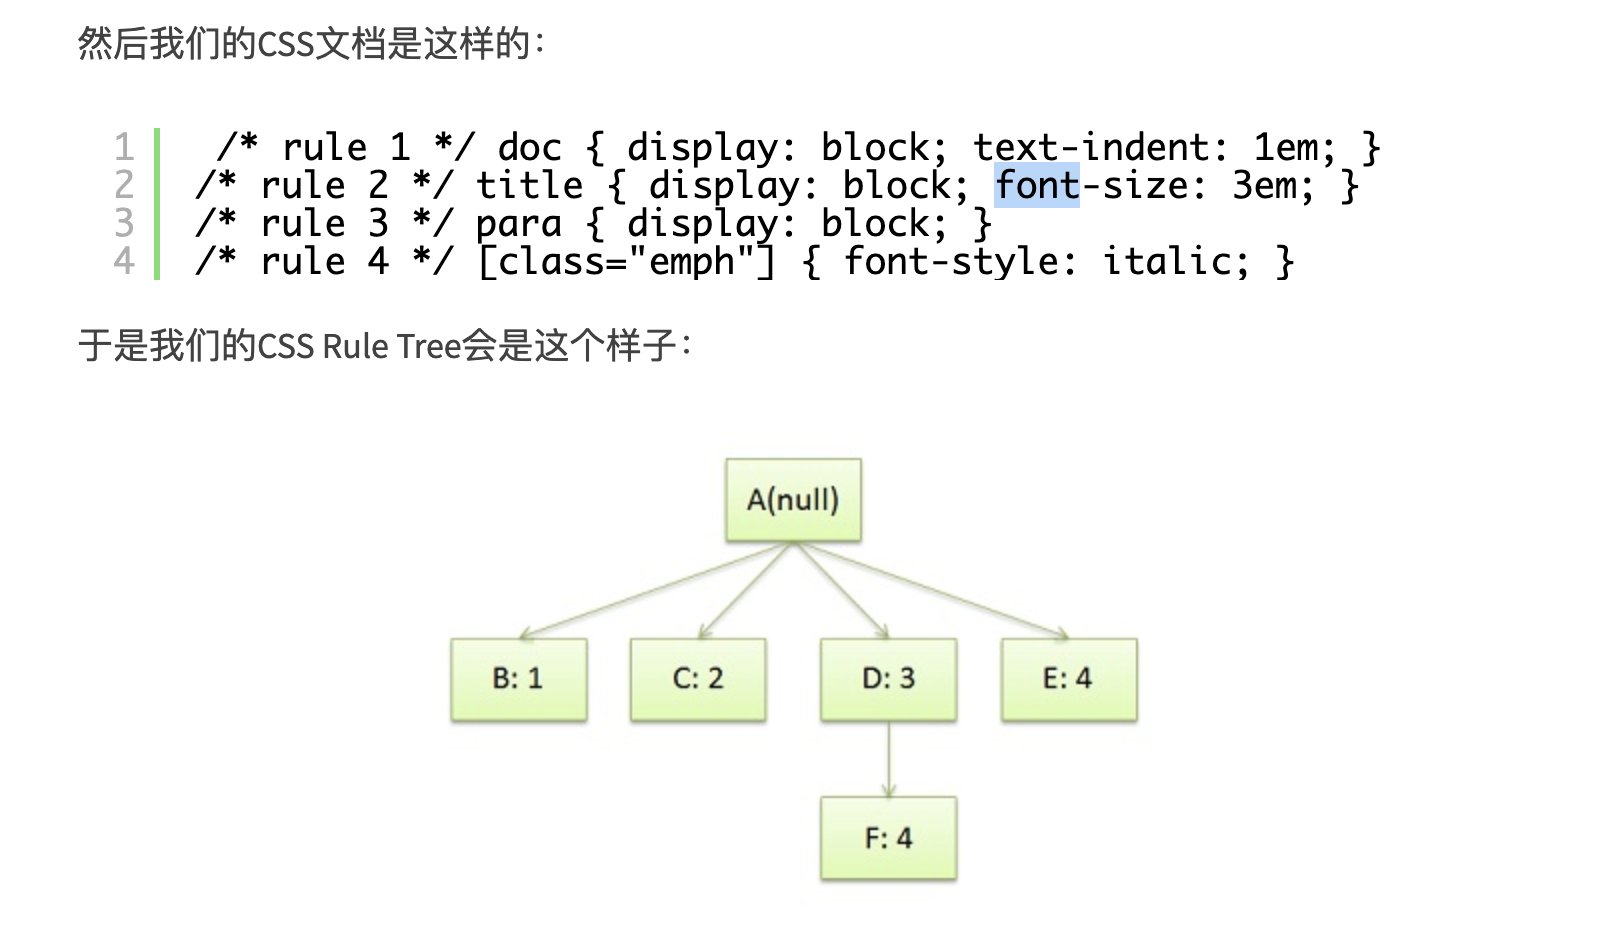 然后我们的CSS文档是这样的：
1 /* rule 1 */ doc { display: block; text-indent: 1em; }
2 /* rule 2 */ title { display: block; font-size: 3em; }
3 /* rule 3 */ para { display: block; }
4 /* rule 4 */ [class="emph"] { font-style: italic; }
于是我们的CSS Rule Tree会是这个样子：
A(null)
B: 1
C: 2
D: 3
E: 4
F: 4